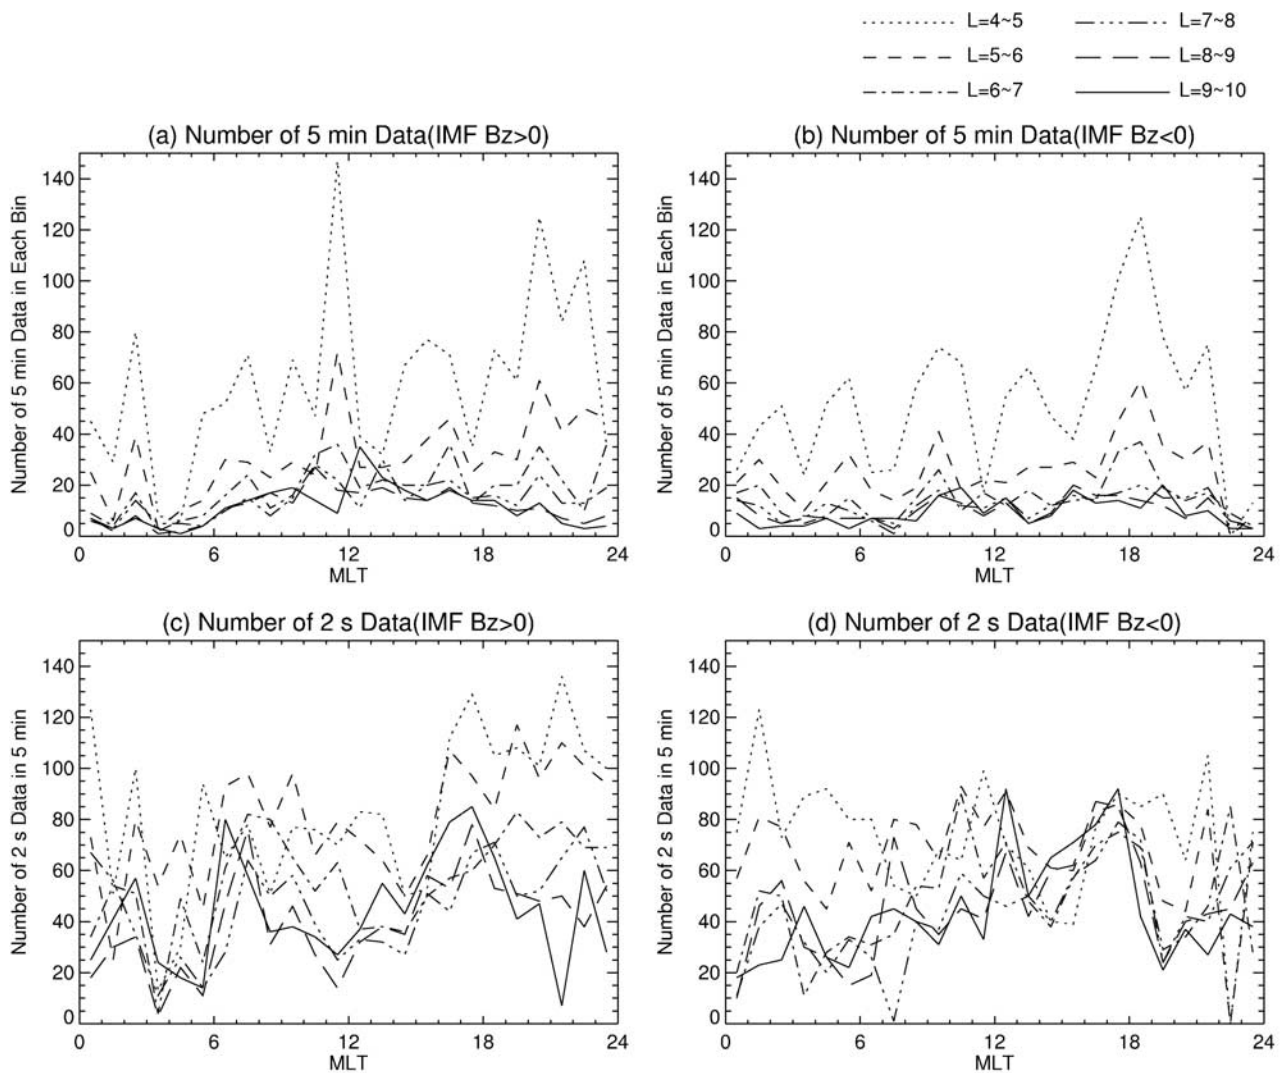 L=4~5 L=7~8
L=5~6 L=8~9
L=6~7 L=9~10
(a) Number of 5 min Data(IMF Bz>0) (b) Number of 5 min Data(IMF Bz<0)
Number of 5 min Data in Each Bin
140
120
100
80
60
40
20
0
0 6 12 18 24
MLT
Number of 5 min Data in Each Bin
140
120
100
80
60
40
20
0
0 6 12 18 24
MLT
(c) Number of 2 s Data(IMF Bz>0) (d) Number of 2 s Data(IMF Bz<0)
Number of 2 s Data in 5 min
140
120
100
80
60
40
20
0
0 6 12 18 24
MLT
Number of 2 s Data in 5 min
140
120
100
80
60
40
20
0
0 6 12 18 24
MLT